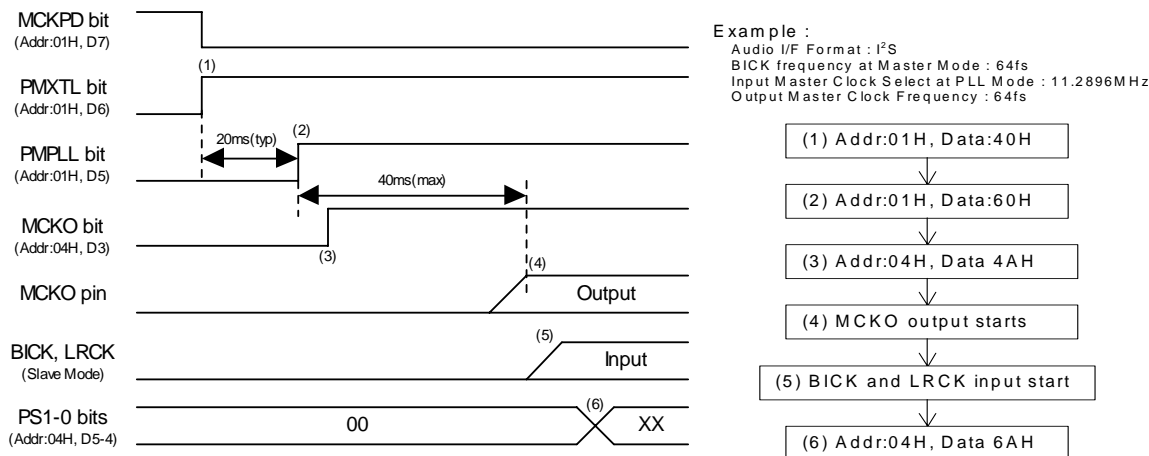 MCKPD bit
(Addr:01H, D7)
(1)
PMXTL bit
(Addr:01H, D6)
20ms(typ)
(2)
PMPLL bit
(Addr:01H, D5)
40ms(max)
MCKO bit
(Addr:04H, D3)
(3)
(4)
MCKO pin
Output
(5)
BICK, LRCK
(Slave Mode)
Input
PS1-0 bits
(Addr:04H, D5-4)
00
(6)
XX
Example :
Audio I/F Format : I²S
BICK frequency at Master Mode : 64fs
Input Master Clock Select at PLL Mode : 11.2896MHz
Output Master Clock Frequency : 64fs
(1) Addr:01H, Data:40H
(2) Addr:01H, Data:60H
(3) Addr:04H, Data 4AH
(4) MCKO output starts
(5) BICK and LRCK input start
(6) Addr:04H, Data 6AH